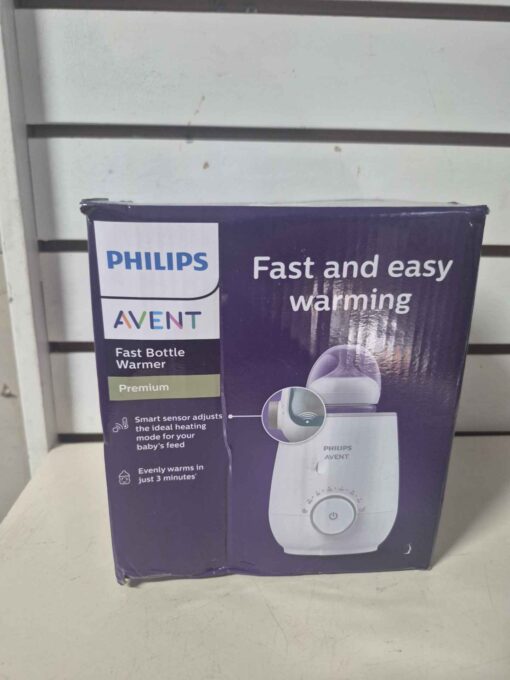 PHILIPS
AVENT
Fast Bottle
Warmer
Premium
Smart sensor adjusts
the ideal heating
mode for your
baby's feed
Evenly warms in
just 3 minutes*
Fast and easy
warming
PHILIPS
AVENT